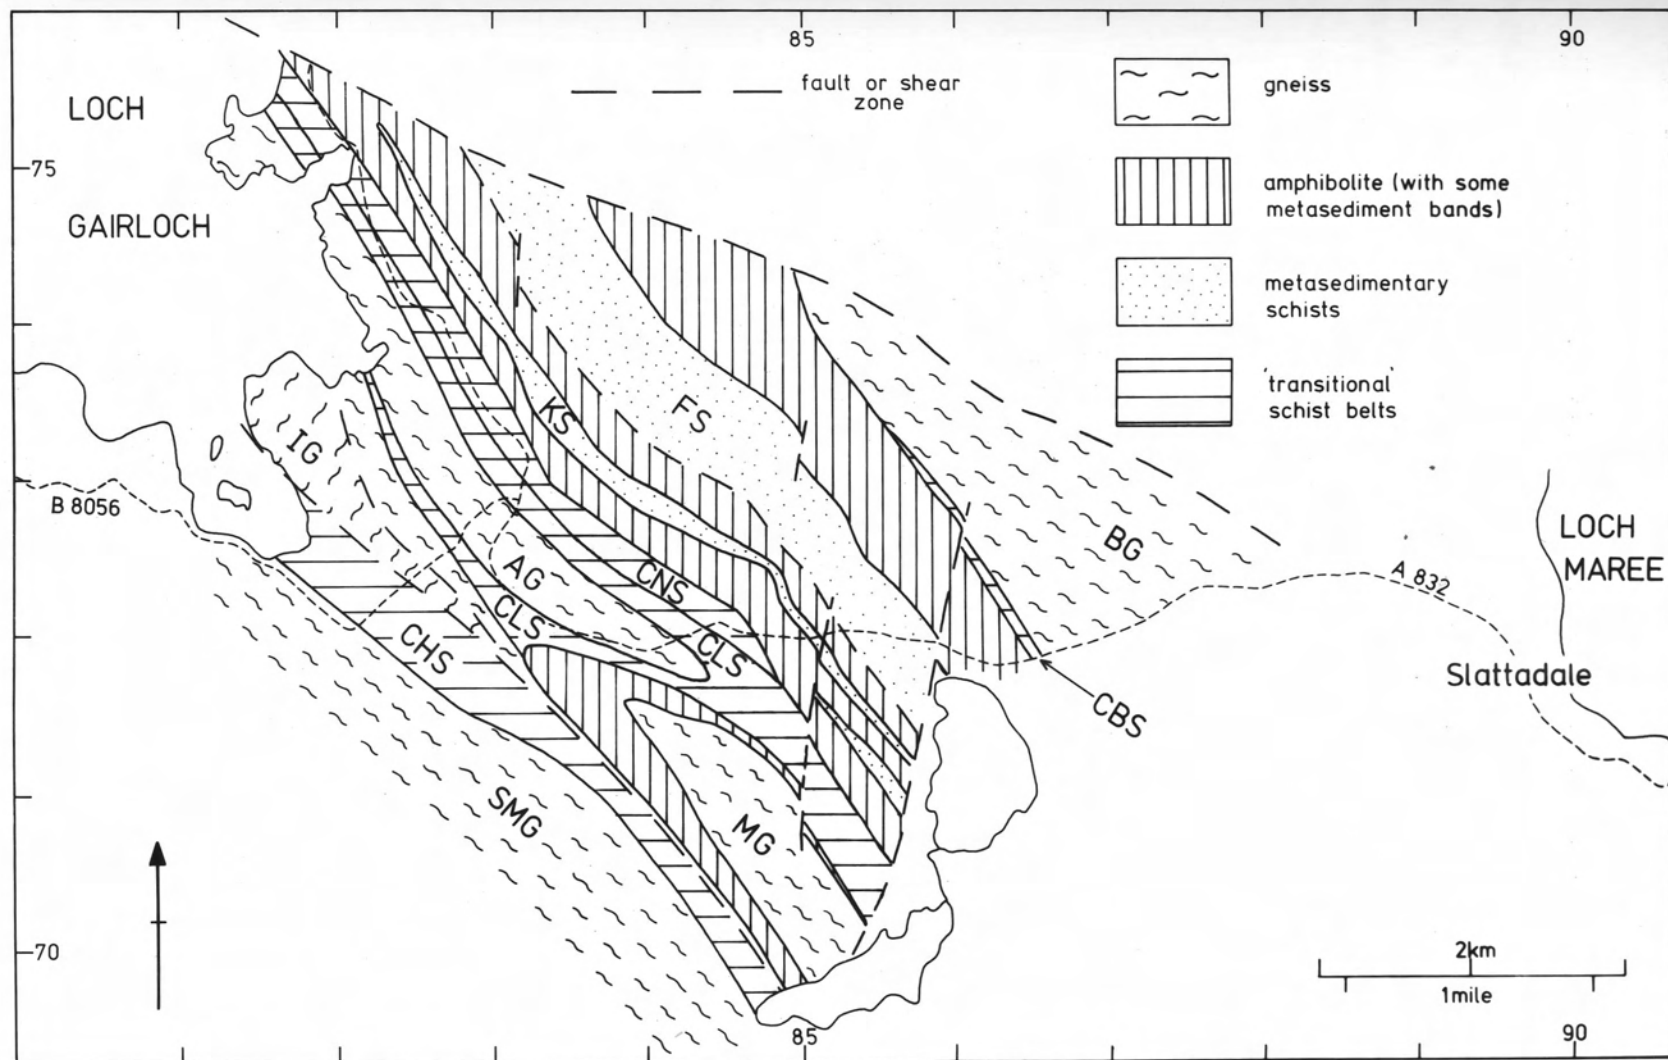 85
90
LOCH
GAIRLOCH
75
fault or shear
zone
gneiss
amphibolite (with some
metasediment bands)
metasedimentary
schists
'transitional'
schist belts
KS
FS
IG
B 8056
BG
LOCH
MAREE
A 832
AG
CNS
CLS
CLS
CHS
Slattadale
CBS
SMG
MG
70
2km
1mile
85
90